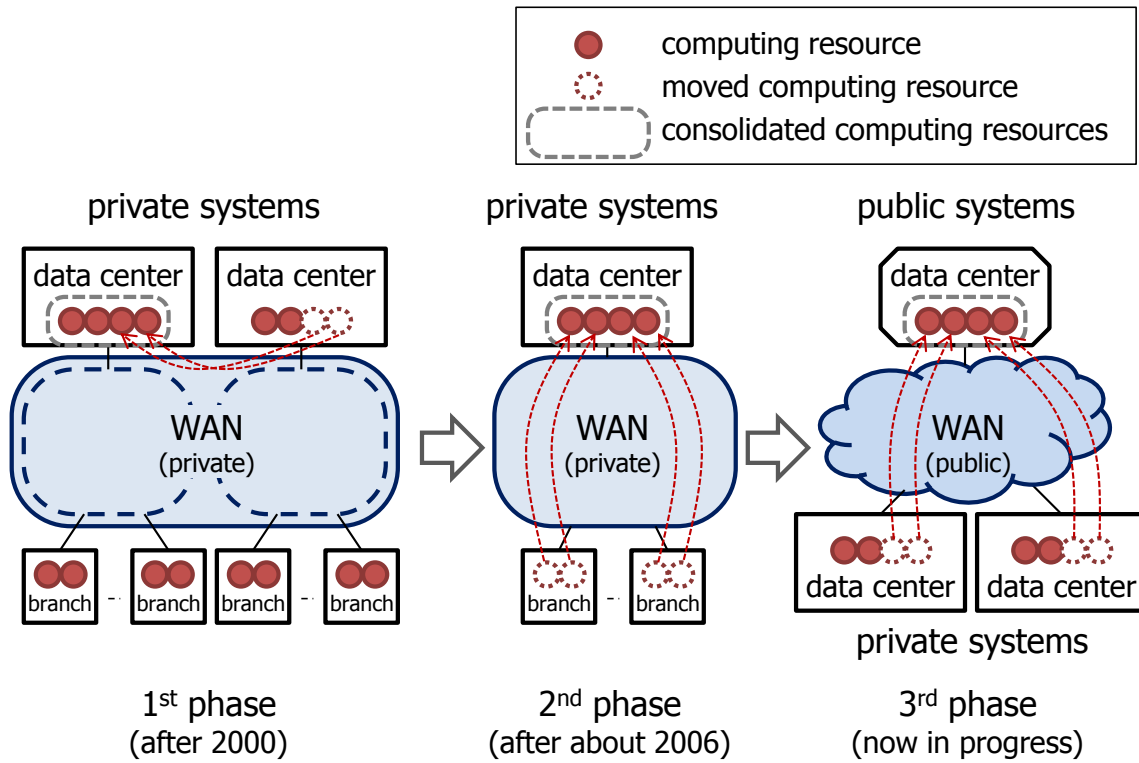 computing resource
moved computing resource
consolidated computing resources
private systems
private systems
public systems
data center
data center
data center
data center
WAN
(private)
WAN
(private)
WAN
(public)
branch
branch
branch
branch
branch
branch
data center
data center
private systems
1st phase
(after 2000)
2nd phase
(after about 2006)
3rd phase
(now in progress)